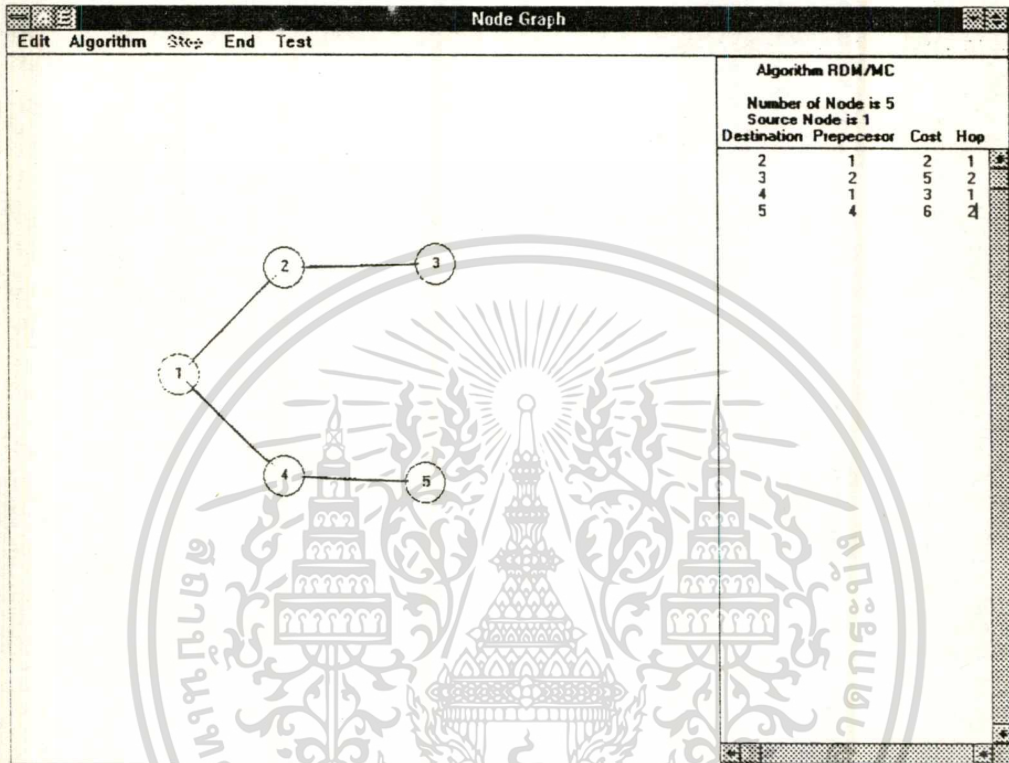 Node Graph
Edit Algorithm Step End Test
Algorithm RDM/MC
Number of Node is 5
Source Node is 1
Destination Prepecesor Cost Hop
2 1 2 1
3 2 5 2
4 1 3 1
5 4 6 2
2
3
1
4
5